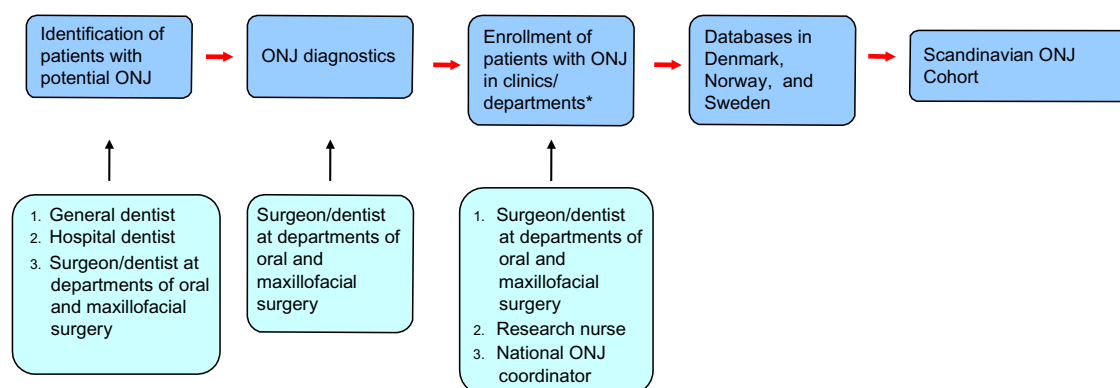 Identification of
patients with
potential ONJ
ONJ diagnostics
Enrollment of
patients with ONJ
in clinics/
departments*
Databases in
Denmark,
Norway, and
Sweden
Scandinavian ONJ
Cohort
1. General dentist
2. Hospital dentist
3. Surgeon/dentist at
departments of oral
and maxillofacial
surgery
Surgeon/dentist
at departments of
oral and
maxillofacial
surgery
1. Surgeon/dentist
at departments of
oral and
maxillofacial
surgery
2. Research nurse
3. National ONJ
coordinator